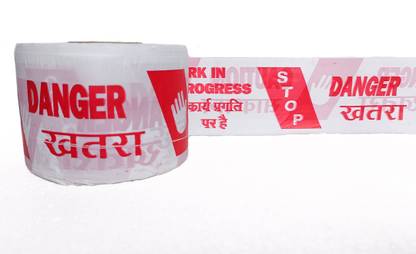 DANGER
खतरा
RK IN
ROGRESS
कार्य प्रगति
पर है
STOP
DANGER
खतरा